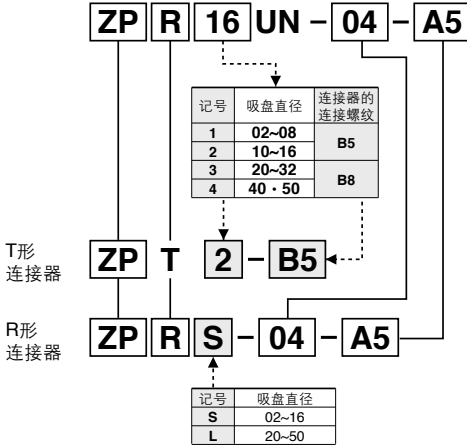 ZP R 16 UN – 04 – A5
记号 吸盘直径 连接器的连接螺纹
1 02~08 B5
2 10~16
3 20~32 B8
4 40・50
T形
连接器
ZP T 2 – B5
R形
连接器
ZP R S – 04 – A5
记号 吸盘直径
S 02~16
L 20~50